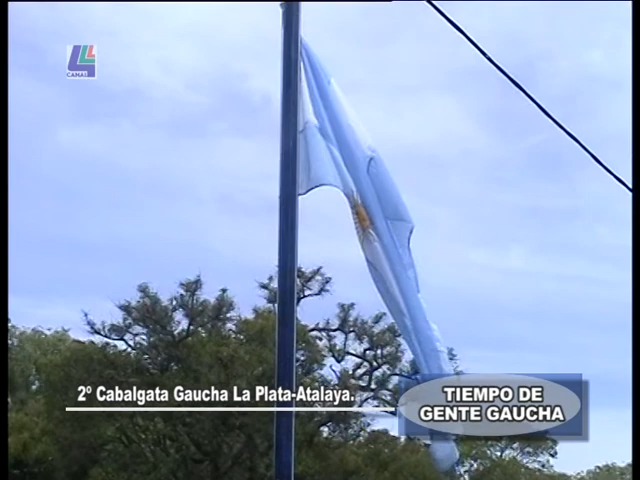 CANAL
2º Cabalgata Gaucha La Plata-Atalaya.
TIEMPO DE
GENTE GAUCHA